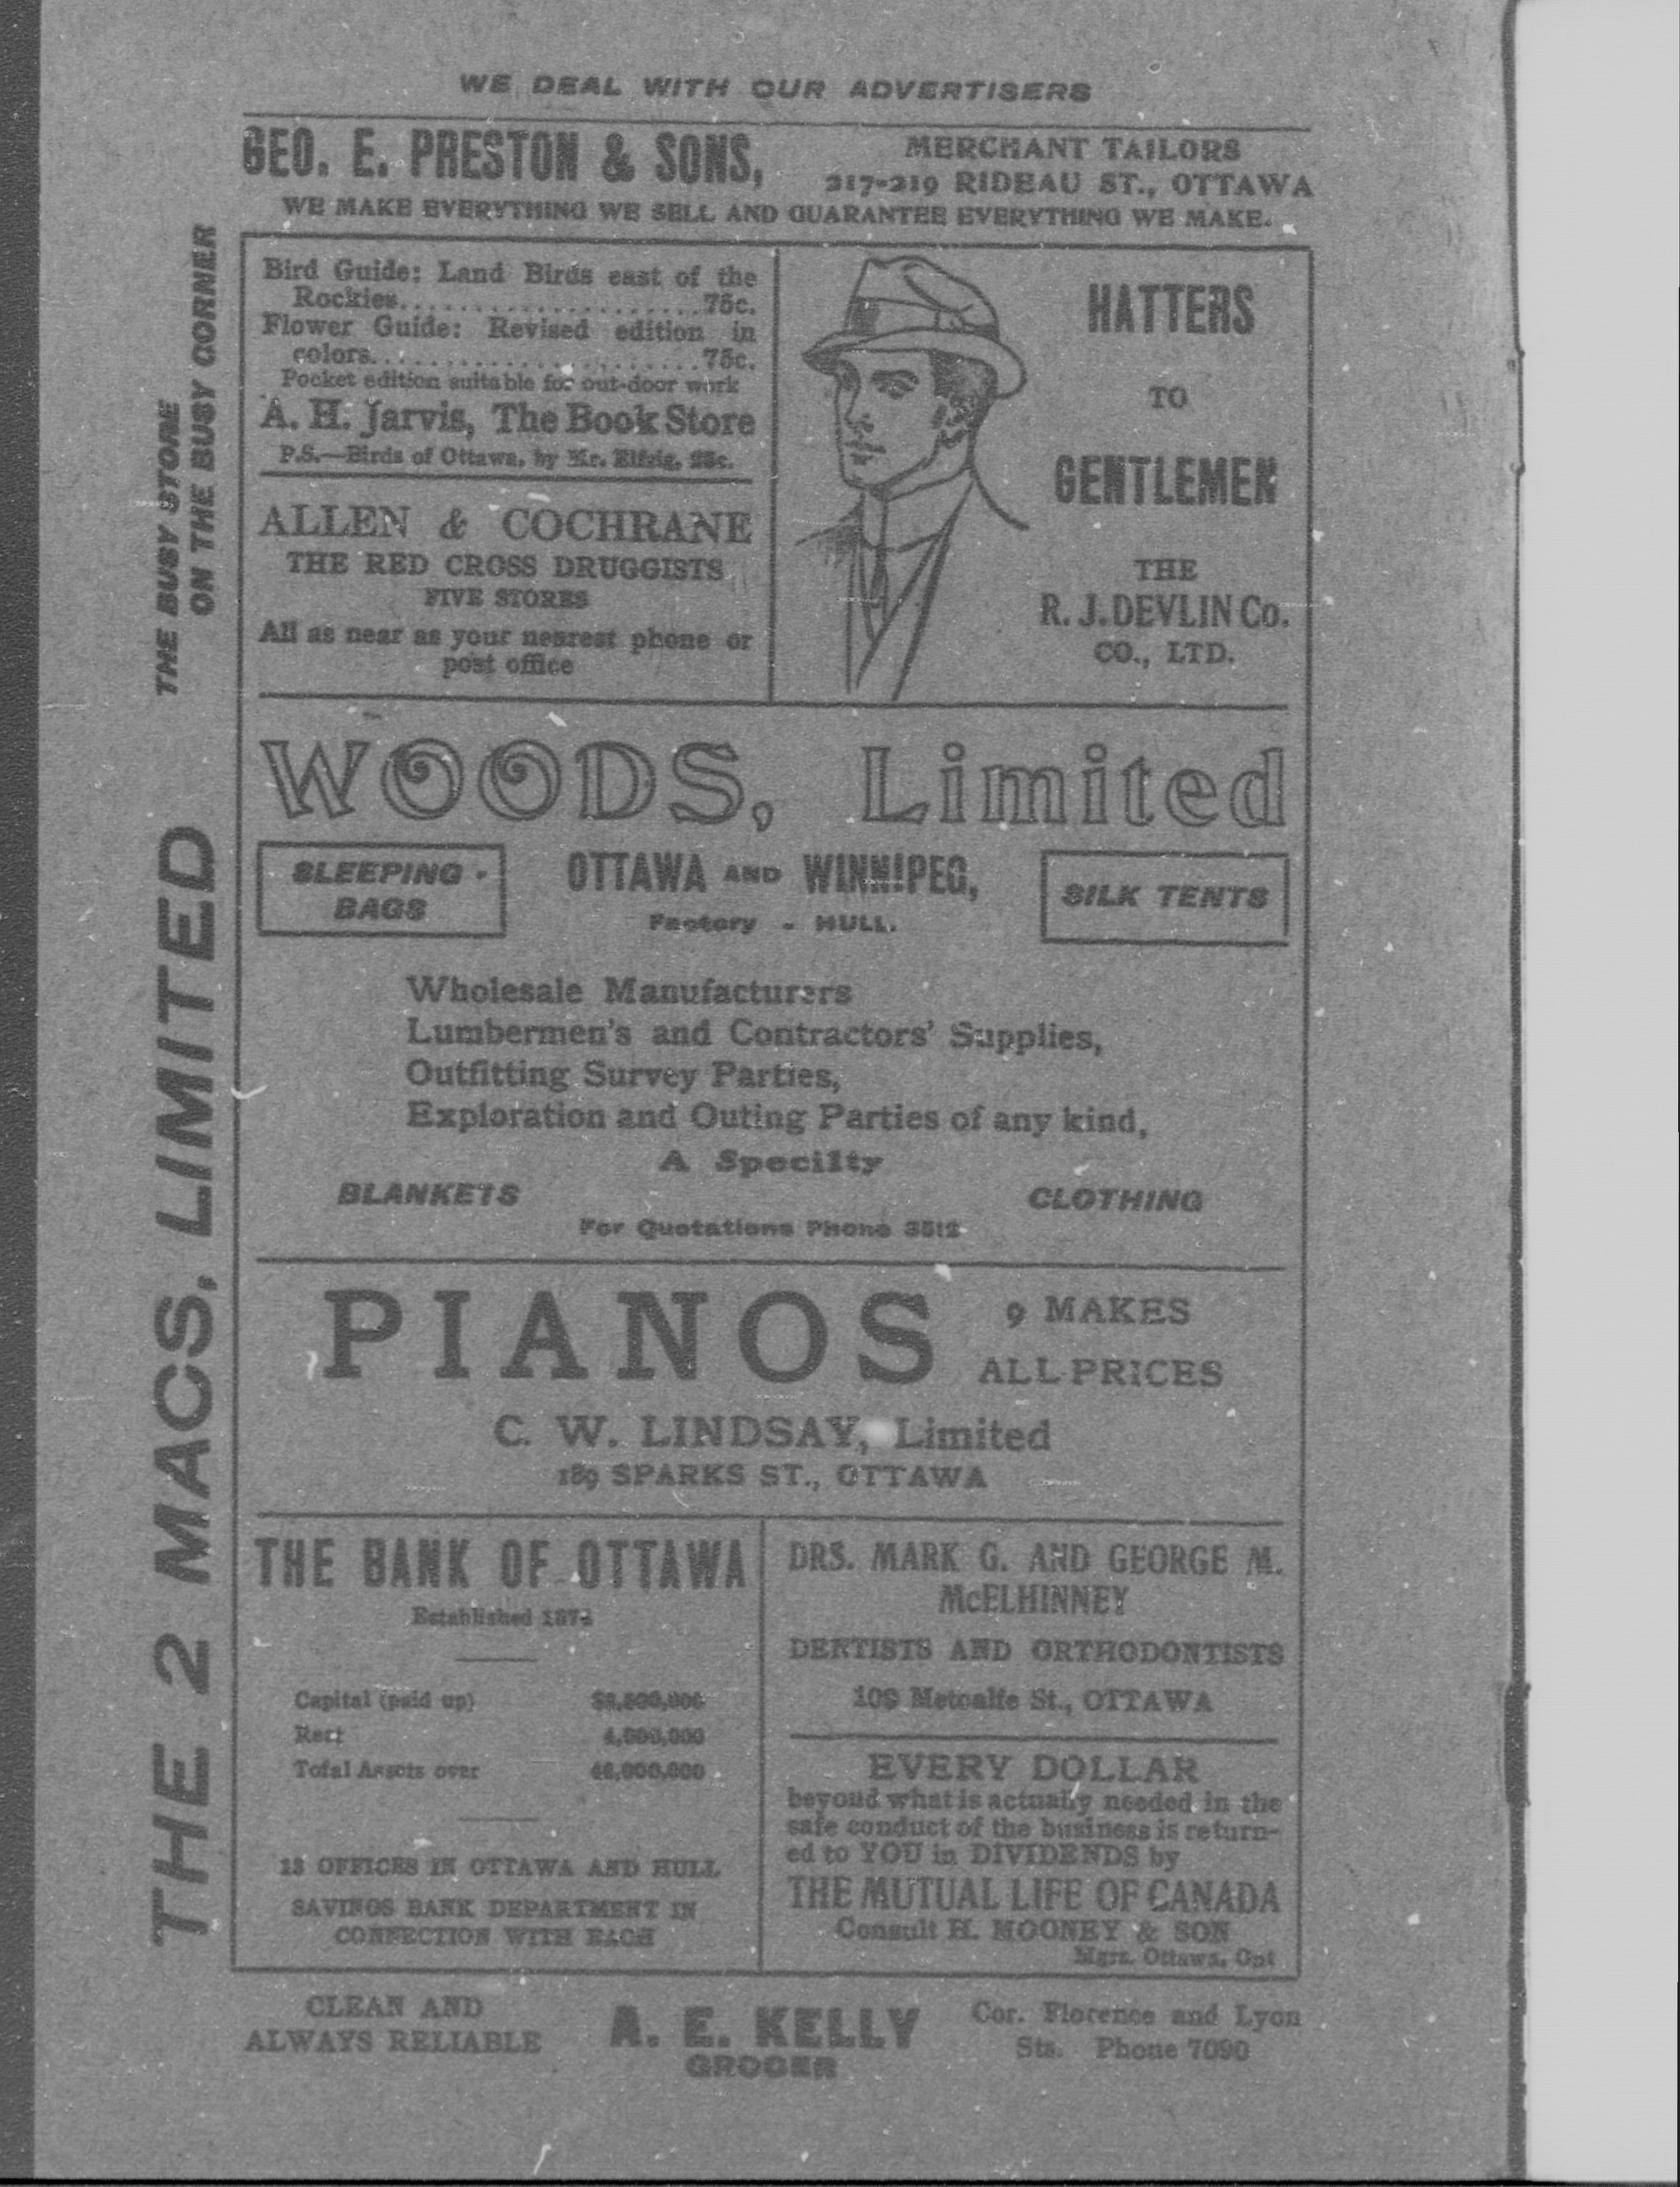 WE DEAL WITH OUR ADVERTISERS
GEO. E. PRESTON & SONS,
MERCHANT TAILORS
217-219 RIDEAU ST., OTTAWA
WE MAKE EVERYTHING WE SELL AND GUARANTEE EVERYTHING WE MAKE.
THE BUSY STORE
ON THE BUSY CORNER
THE 2 MACS, LIMITED
Bird Guide: Land Birds east of the
Rockies....................75c.
Flower Guide: Revised edition in
colors......................75c.
Pocket edition suitable for out-door work
A. H. Jarvis, The Book Store
P.S.—Birds of Ottawa, by Mr. 25c.
ALLEN & COCHRANE
THE RED CROSS DRUGGISTS
FIVE STORES
All as near as your nearest phone or
post office
HATTERS
TO
GENTLEMEN
THE
R. J. DEVLIN Co.
CO., LTD.
WOODS, Limited
SLEEPING -
BAGS
OTTAWA AND WINNIPEG,
Factory - HULL.
SILK TENTS
Wholesale Manufacturers
Lumbermen's and Contractors' Supplies,
Outfitting Survey Parties,
Exploration and Outing Parties of any kind,
A Specilty
BLANKETS
CLOTHING
For Quotations Phone 3512
PIANOS
9 MAKES
ALL PRICES
C. W. LINDSAY, Limited
189 SPARKS ST., OTTAWA
THE BANK OF OTTAWA
Established 1874
Capital (paid up)
Rest
Total Assets over
OFFICES IN OTTAWA AND HULL
SAVINGS BANK DEPARTMENT IN
CONNECTION WITH EACH
DRS. MARK G. AND GEORGE M.
McELHINNEY
DENTISTS AND ORTHODONTISTS
109 Metcalfe St., OTTAWA
EVERY DOLLAR
beyond what is actually needed in the
safe conduct of the business is return-
ed to YOU in DIVIDENDS by
THE MUTUAL LIFE OF CANADA
Consult H. MOONEY & SON
Mgrs. Ottawa, Ont
CLEAN AND
ALWAYS RELIABLE
A. E. KELLY
GROCER
Cor. Florence and Lyon
Sts. Phone 7090